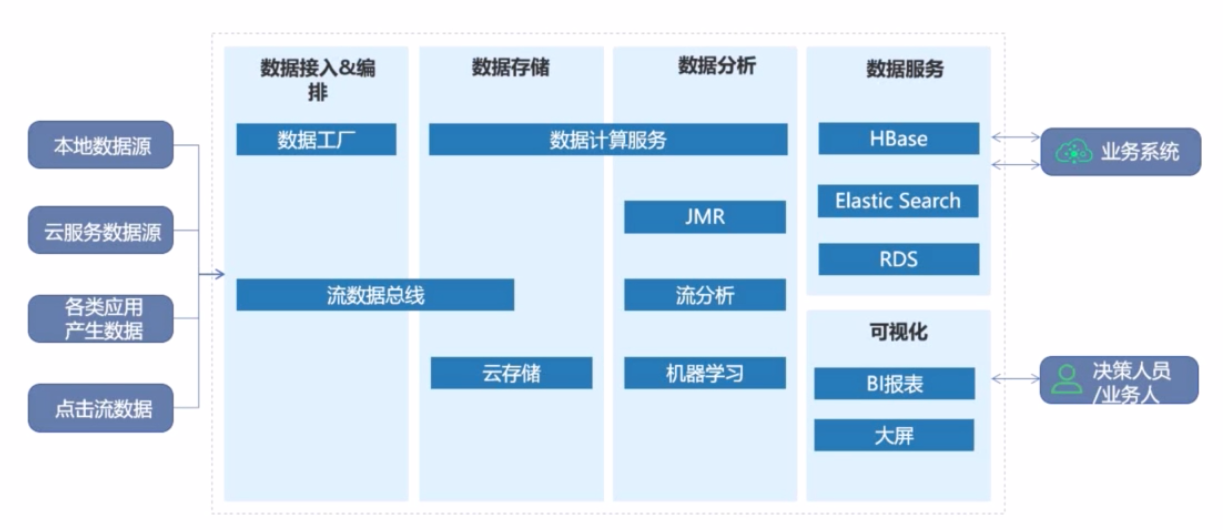 数据接入&编
排
数据存储
数据分析
数据服务
本地数据源
云服务数据源
各类应用
产生数据
点击流数据
数据工厂
数据计算服务
HBase
业务系统
Elastic Search
JMR
RDS
流数据总线
流分析
可视化
云存储
机器学习
BI报表
大屏
决策人员
/业务人